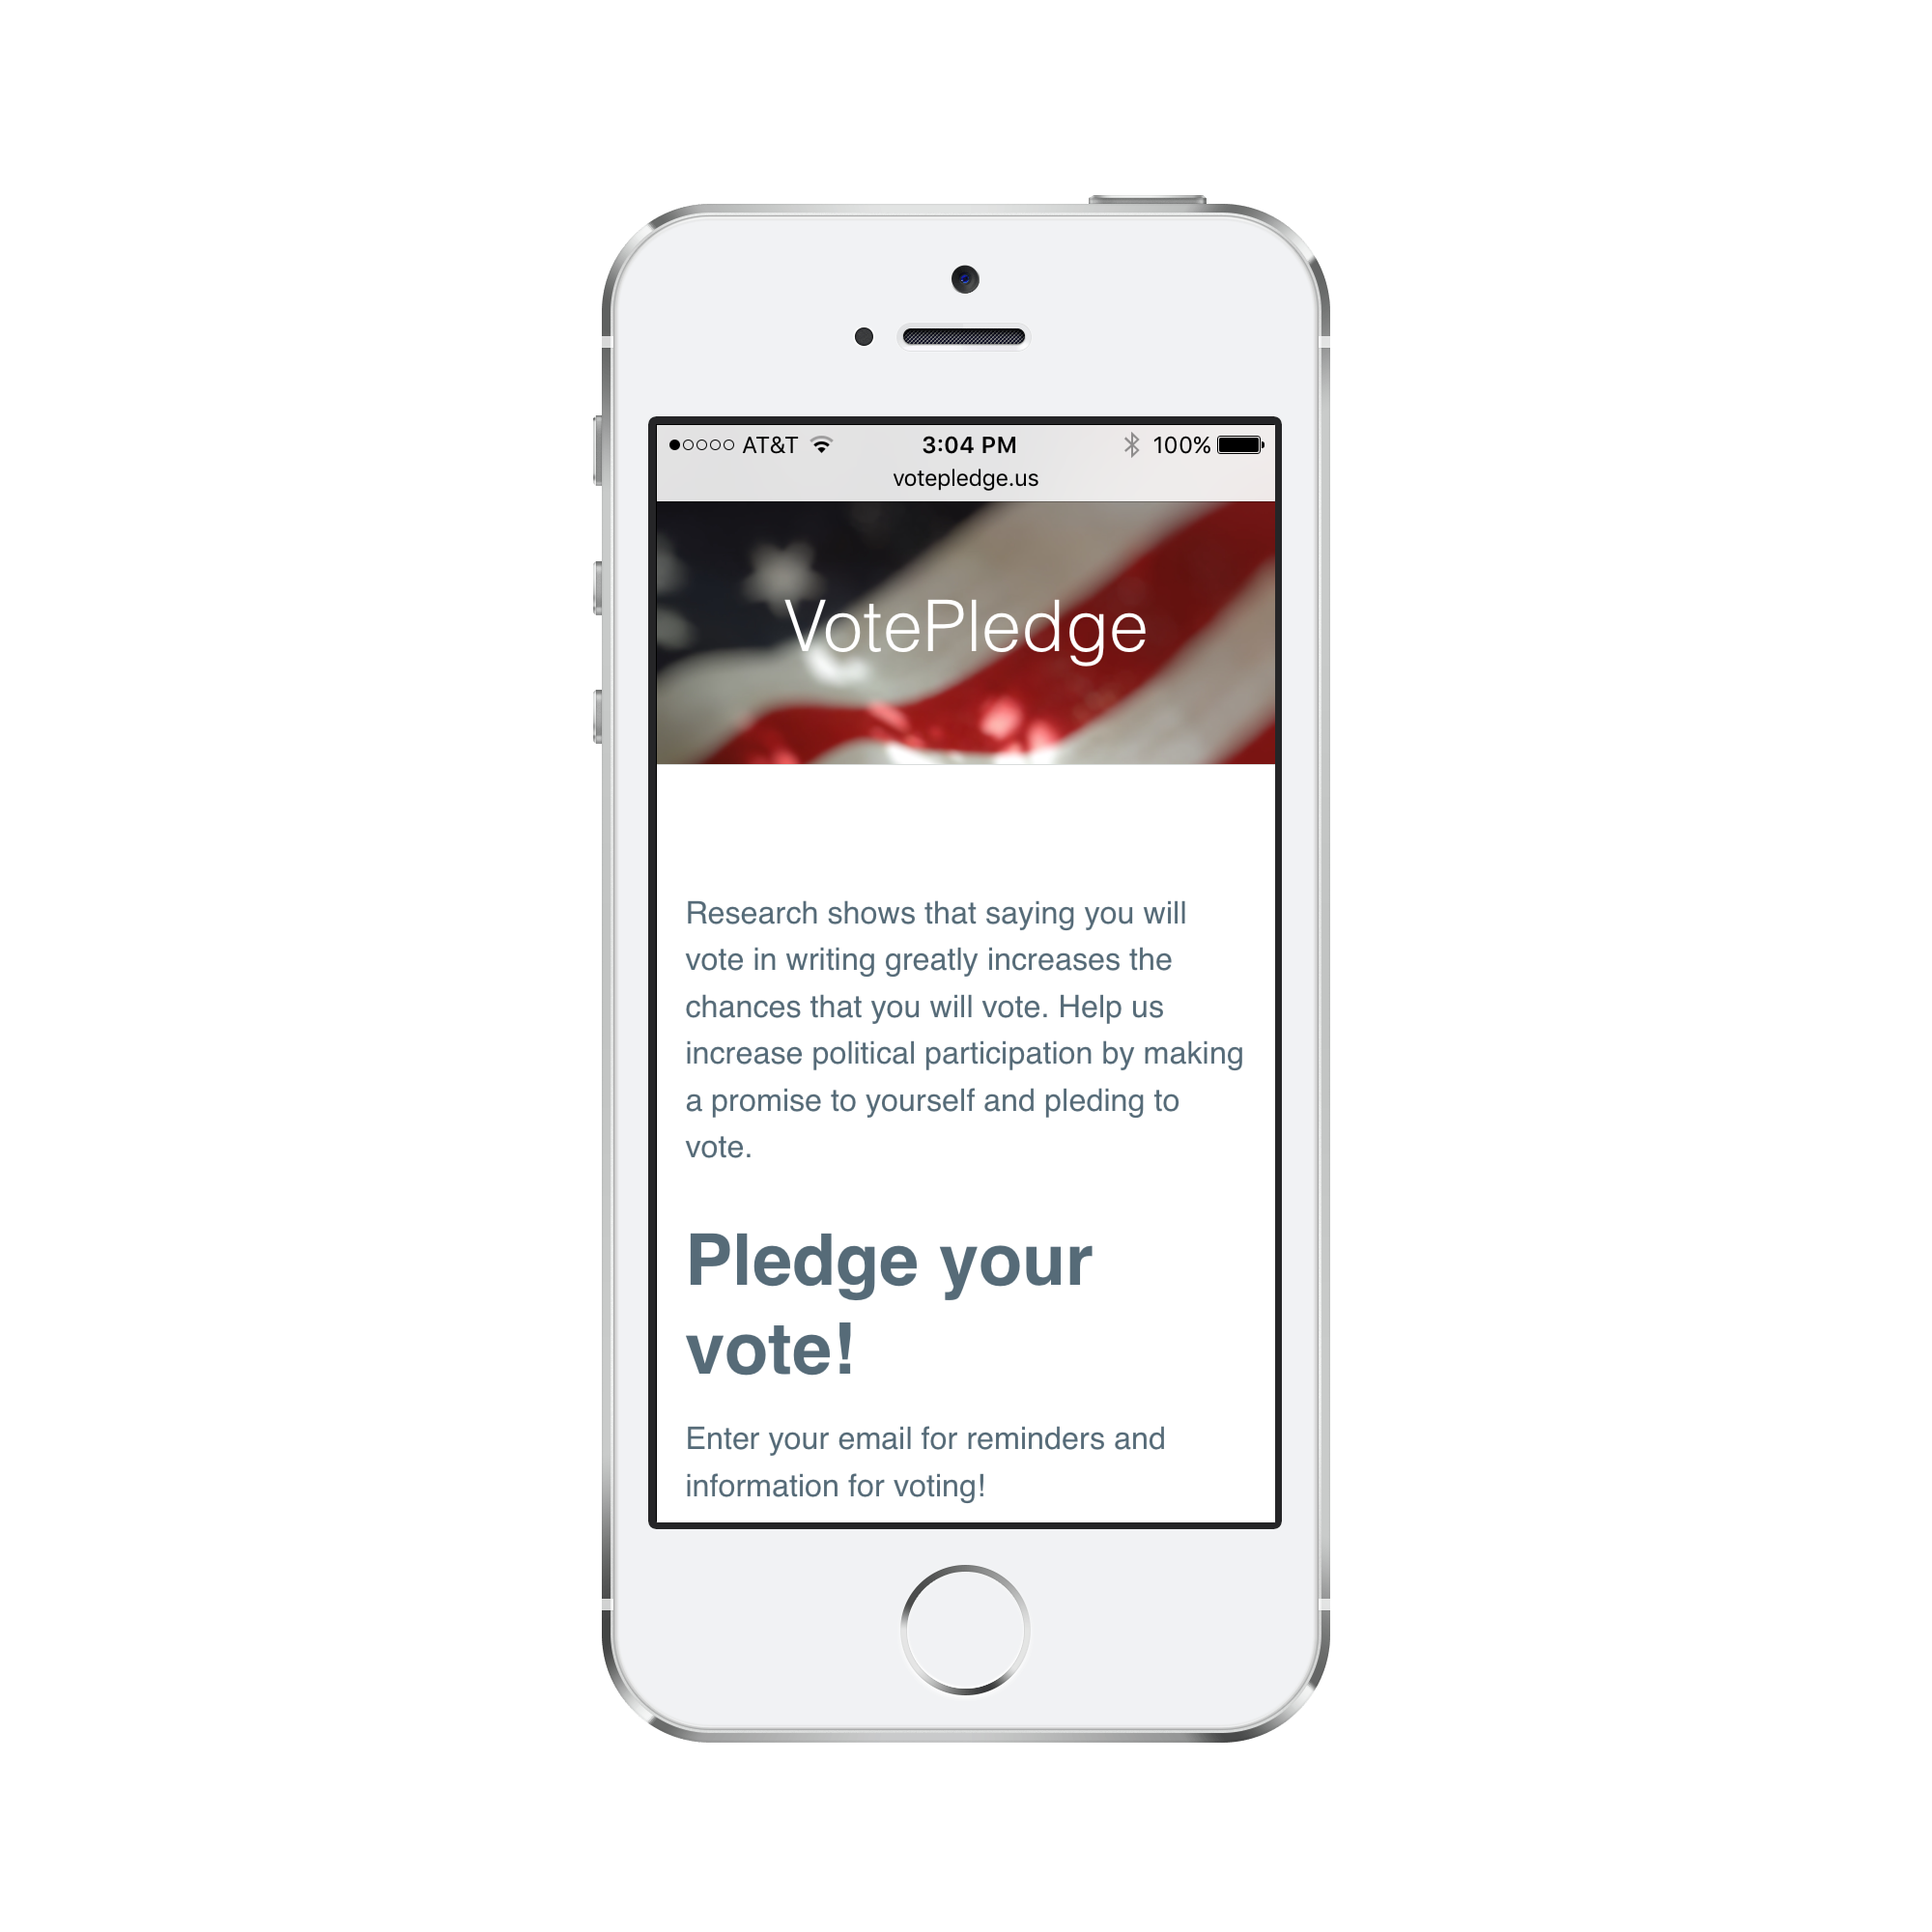 AT&T 3:04 PM 100%
votepledge.us
VotePledge
Research shows that saying you will
vote in writing greatly increases the
chances that you will vote. Help us
increase political participation by making
a promise to yourself and pleding to
vote.
Pledge your
vote!
Enter your email for reminders and
information for voting!